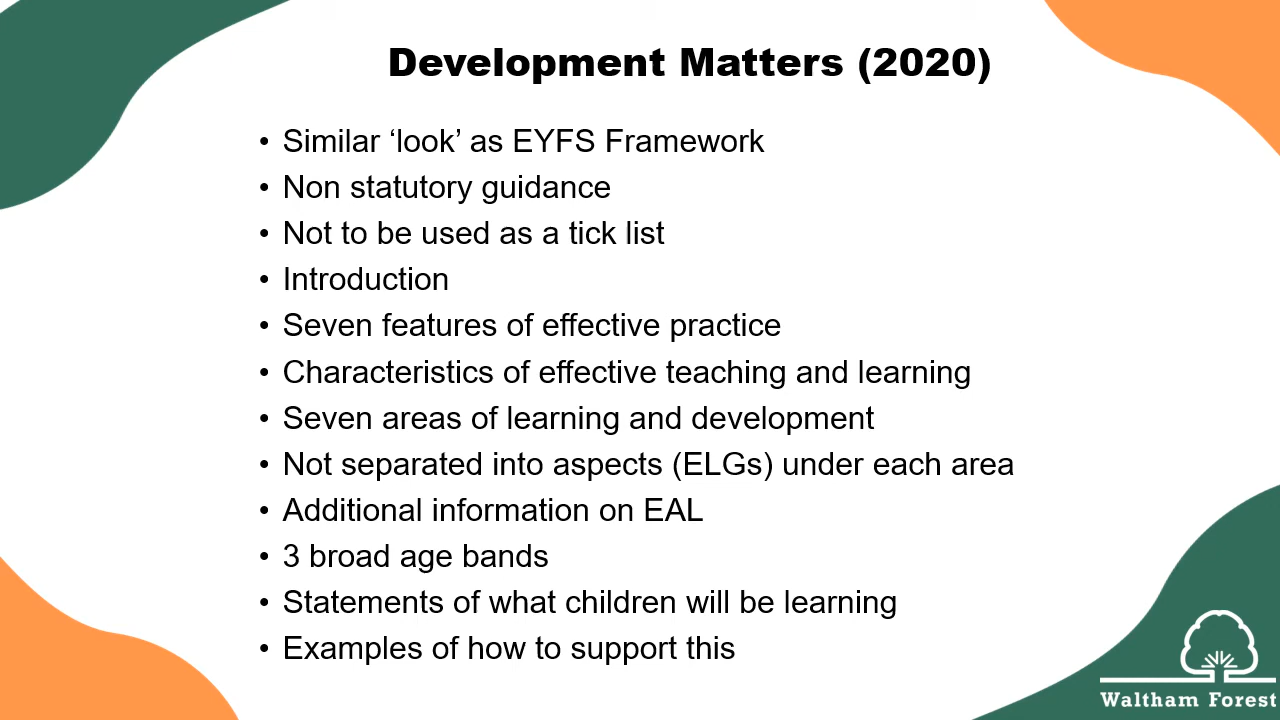 Development Matters (2020)
• Similar ‘look’ as EYFS Framework
• Non statutory guidance
• Not to be used as a tick list
• Introduction
• Seven features of effective practice
• Characteristics of effective teaching and learning
• Seven areas of learning and development
• Not separated into aspects (ELGs) under each area
• Additional information on EAL
• 3 broad age bands
• Statements of what children will be learning
• Examples of how to support this
Waltham Forest